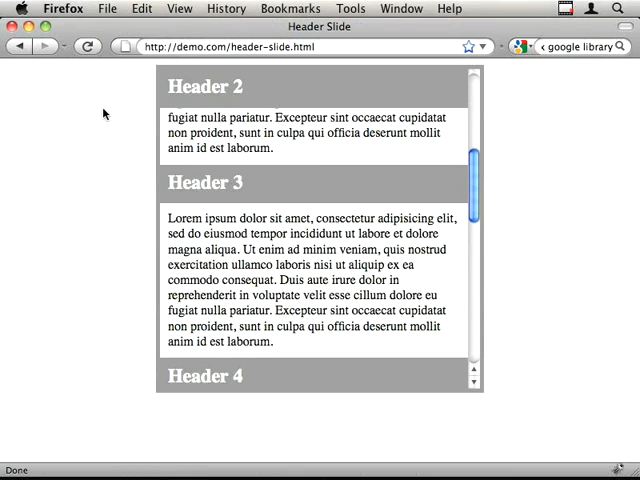 Firefox File Edit View History Bookmarks Tools Window Help
Header Slide
http://demo.com/header-slide.html
google library
Header 2
fugiat nulla pariatur. Excepteur sint occaecat cupidatat
non proident, sunt in culpa qui officia deserunt mollit
anim id est laborum.
Header 3
Lorem ipsum dolor sit amet, consectetur adipisicing elit,
sed do eiusmod tempor incididunt ut labore et dolore
magna aliqua. Ut enim ad minim veniam, quis nostrud
exercitation ullamco laboris nisi ut aliquip ex ea
commodo consequat. Duis aute irure dolor in
reprehenderit in voluptate velit esse cillum dolore eu
fugiat nulla pariatur. Excepteur sint occaecat cupidatat
non proident, sunt in culpa qui officia deserunt mollit
anim id est laborum.
Header 4
Done